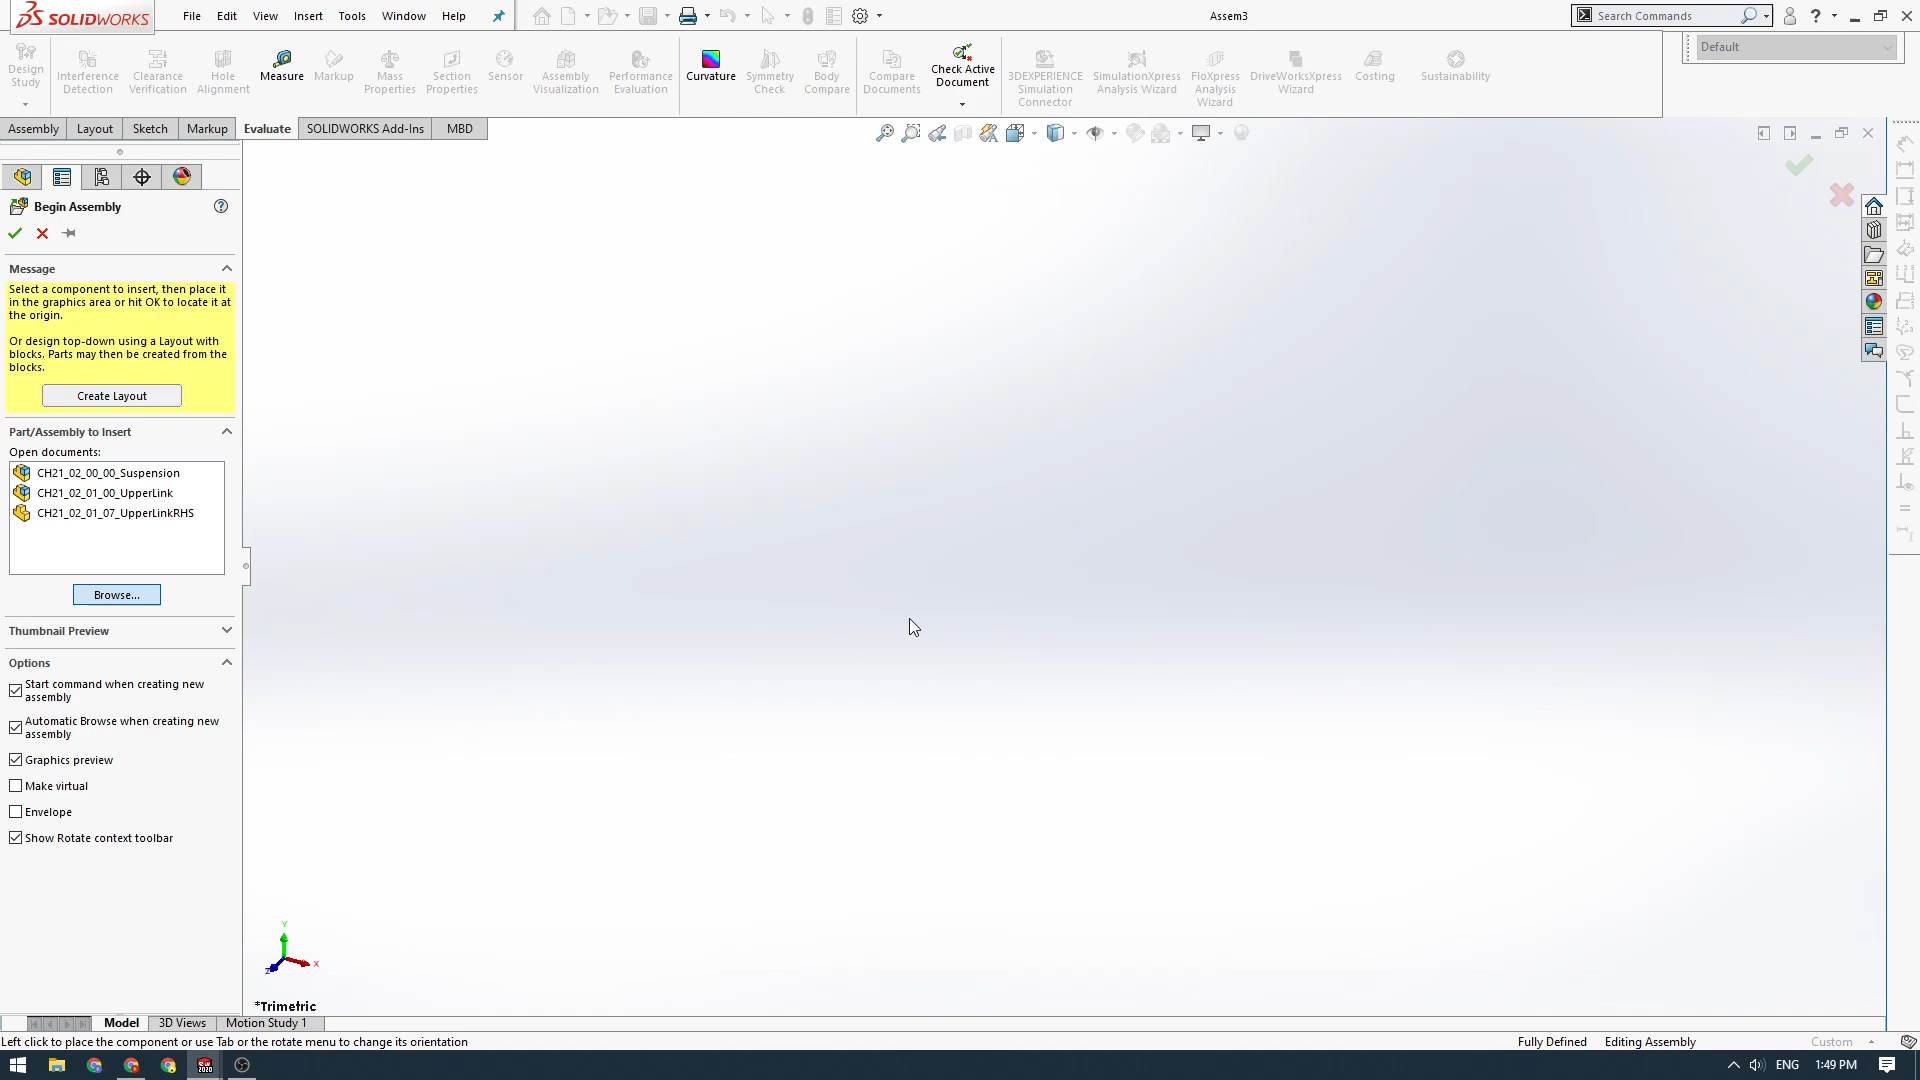 SOLIDWORKS
File Edit View Insert Tools Window Help
Assem3
Search Commands
?
Default
Design Study
Interference Detection
Clearance Verification
Hole Alignment
Measure
Markup
Mass Properties
Section Properties
Sensor
Assembly Visualization
Performance Evaluation
Curvature
Symmetry Check
Body Compare
Compare Documents
Check Active Document
3DEXPERIENCE Simulation Connector
SimulationXpress Analysis Wizard
FloXpress Analysis Wizard
DriveWorksXpress Wizard
Costing
Sustainability
Assembly Layout Sketch Markup Evaluate SOLIDWORKS Add-Ins MBD
Begin Assembly
Message
Select a component to insert, then place it
in the graphics area or hit OK to locate it at
the origin.
Or design top-down using a Layout with
blocks. Parts may then be created from the
blocks.
Create Layout
Part/Assembly to Insert
Open documents:
CH21_02_00_00_Suspension
CH21_02_01_00_UpperLink
CH21_02_01_07_UpperLinkRHS
Browse...
Thumbnail Preview
Options
Start command when creating new
assembly
Automatic Browse when creating new
assembly
Graphics preview
Make virtual
Envelope
Show Rotate context toolbar
Y
X
Z
*Trimetric
Model 3D Views Motion Study 1
Left click to place the component or use Tab or the rotate menu to change its orientation
Fully Defined Editing Assembly Custom
ENG 1:49 PM